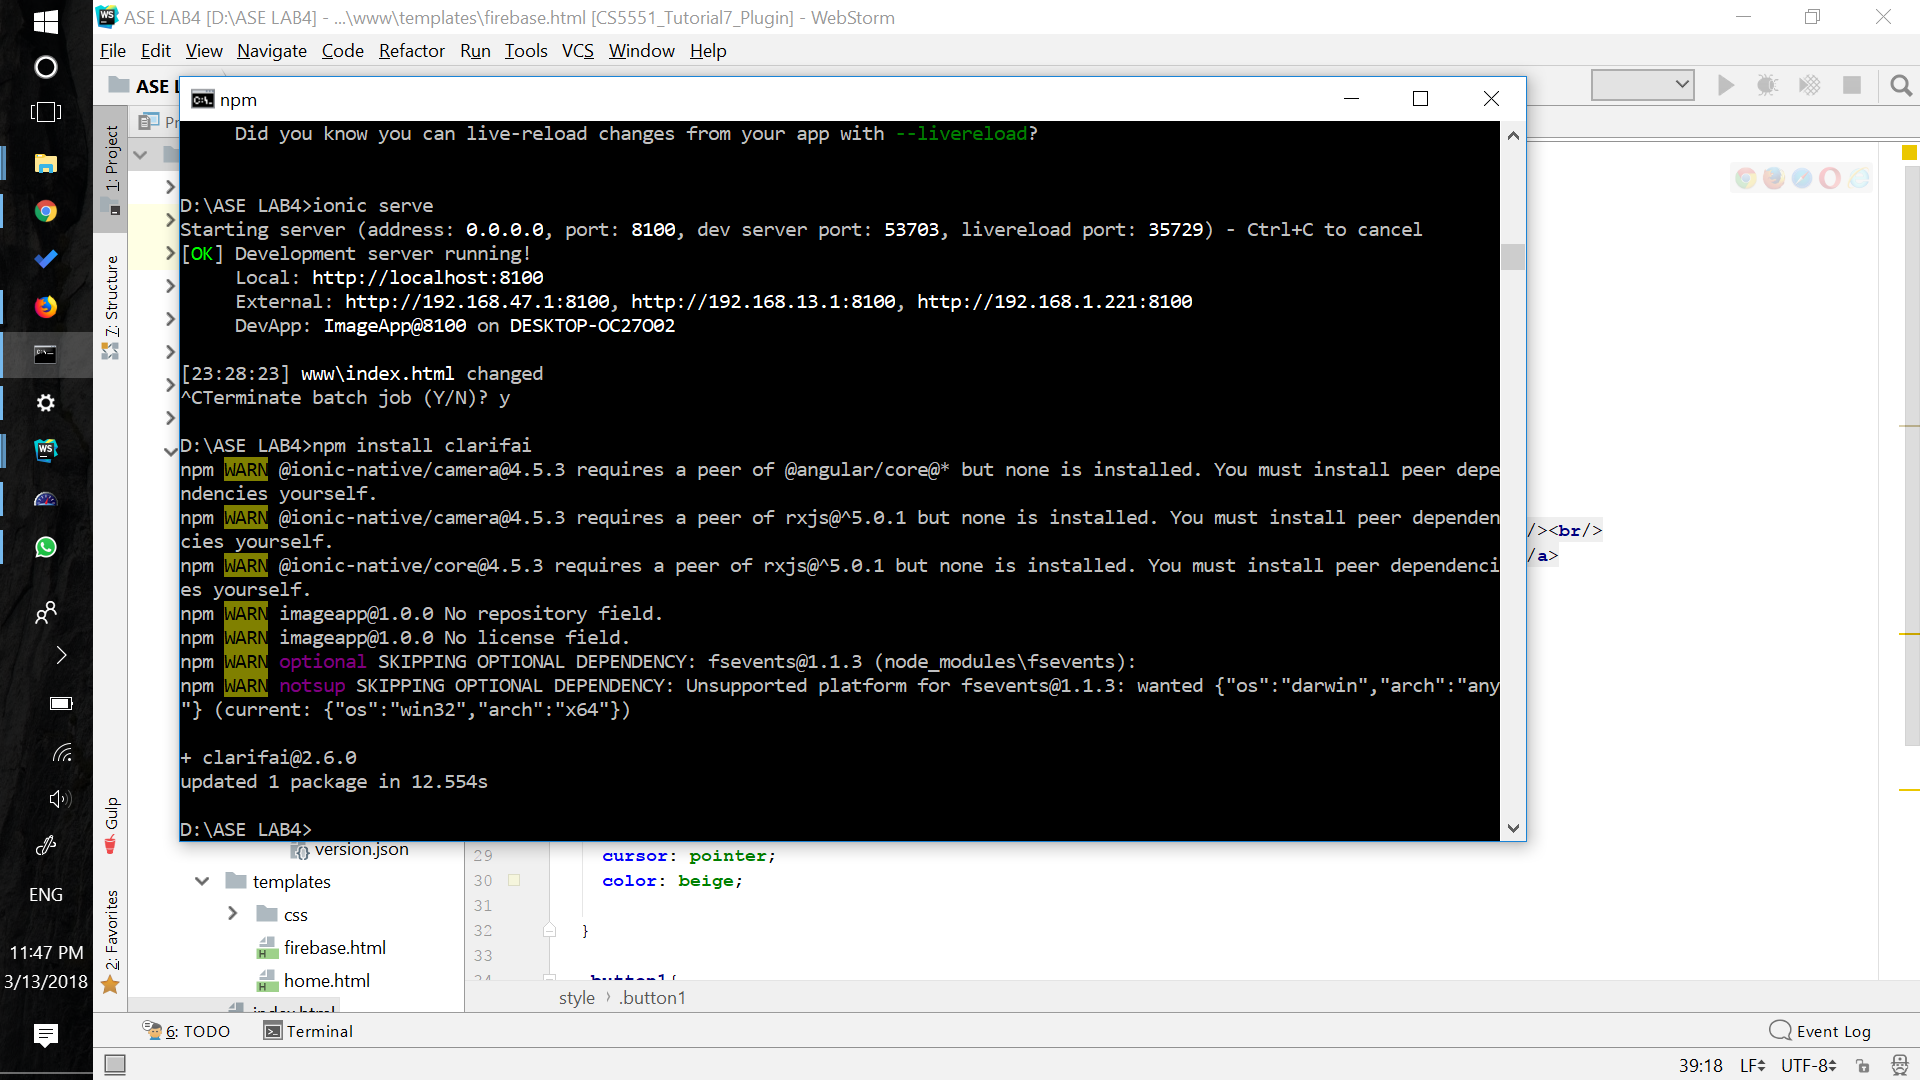 ASE LAB4 [D:\ASE LAB4] - ...\www\templates\firebase.html [CS5551_Tutorial7_Plugin] - WebStorm
File Edit View Navigate Code Refactor Run Tools VCS Window Help
ASE L
npm
Pr
1: Project
7: Structure
Gulp
2: Favorites
Did you know you can live-reload changes from your app with --livereload?
D:\ASE LAB4>ionic serve
Starting server (address: 0.0.0.0, port: 8100, dev server port: 53703, livereload port: 35729) - Ctrl+C to cancel
[OK] Development server running!
Local: http://localhost:8100
External: http://192.168.47.1:8100, http://192.168.13.1:8100, http://192.168.1.221:8100
DevApp: ImageApp@8100 on DESKTOP-OC27O02
[23:28:23] www\index.html changed
^CTerminate batch job (Y/N)? y
D:\ASE LAB4>npm install clarifai
npm WARN @ionic-native/camera@4.5.3 requires a peer of @angular/core@* but none is installed. You must install peer depe
ndencies yourself.
npm WARN @ionic-native/camera@4.5.3 requires a peer of rxjs@^5.0.1 but none is installed. You must install peer dependen
cies yourself.
npm WARN @ionic-native/core@4.5.3 requires a peer of rxjs@^5.0.1 but none is installed. You must install peer dependenci
es yourself.
npm WARN imageapp@1.0.0 No repository field.
npm WARN imageapp@1.0.0 No license field.
npm WARN optional SKIPPING OPTIONAL DEPENDENCY: fsevents@1.1.3 (node_modules\fsevents):
npm WARN notsup SKIPPING OPTIONAL DEPENDENCY: Unsupported platform for fsevents@1.1.3: wanted {"os":"darwin","arch":"any
"} (current: {"os":"win32","arch":"x64"})
+ clarifai@2.6.0
updated 1 package in 12.554s
D:\ASE LAB4>
/><br/>
/a>
version.json
templates
css
firebase.html
home.html
index.html
29 cursor: pointer;
30 color: beige;
31
32 }
33
34 .button1{
style › .button1
6: TODO Terminal Event Log
39:18 LF UTF-8
ENG
11:47 PM
3/13/2018